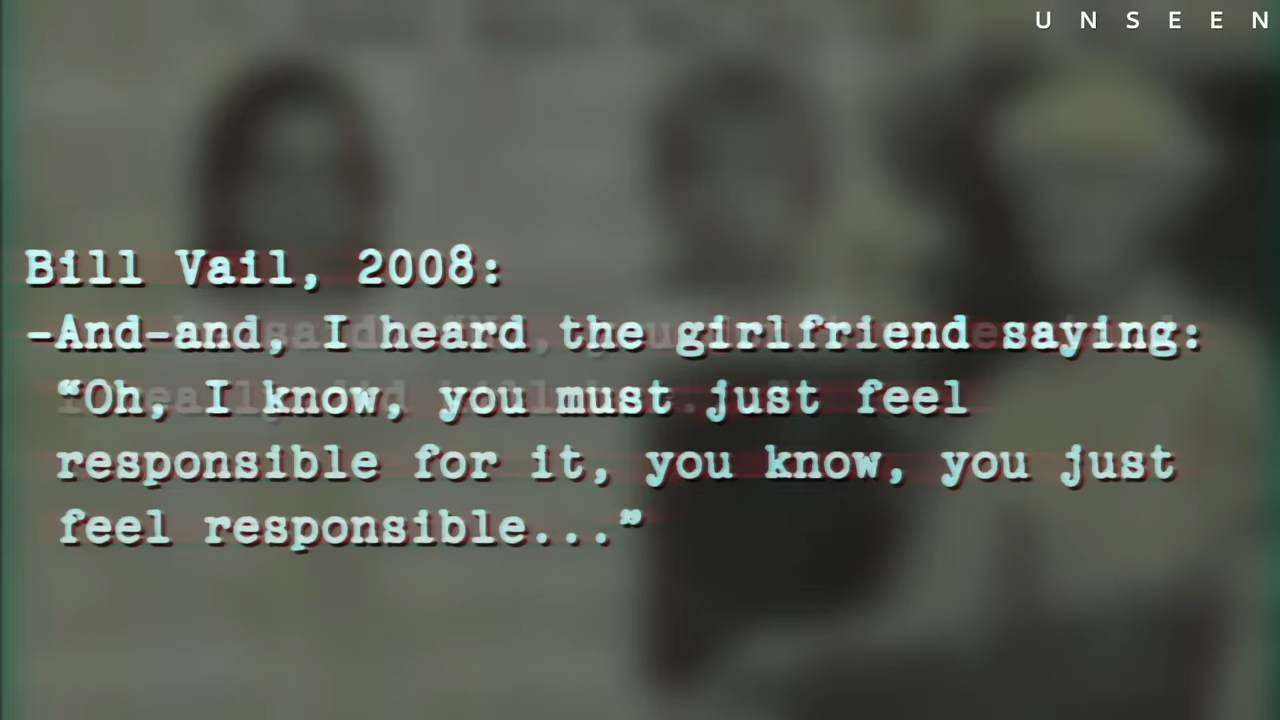 U N S E E N
Bill Vail, 2008:
-And-and, I heard the girlfriend saying:
“Oh, I know, you must just feel
responsible for it, you know, you just
feel responsible...”